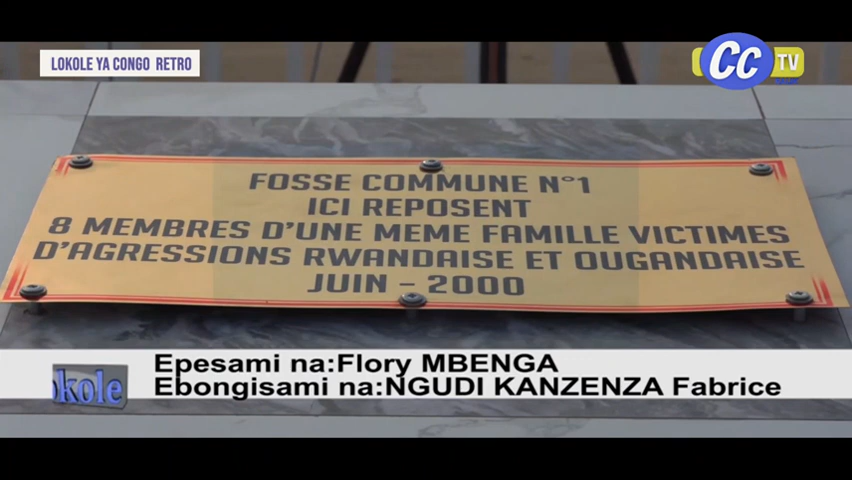 LOKOLE YA CONGO RETRO
CC TV
FOSSE COMMUNE N°1
ICI REPOSENT
8 MEMBRES D'UNE MEME FAMILLE VICTIMES
D'AGRESSIONS RWANDAISE ET OUGANDAISE
JUIN - 2000
okole
Epesami na:Flory MBENGA
Ebongisami na:NGUDI KANZENZA Fabrice